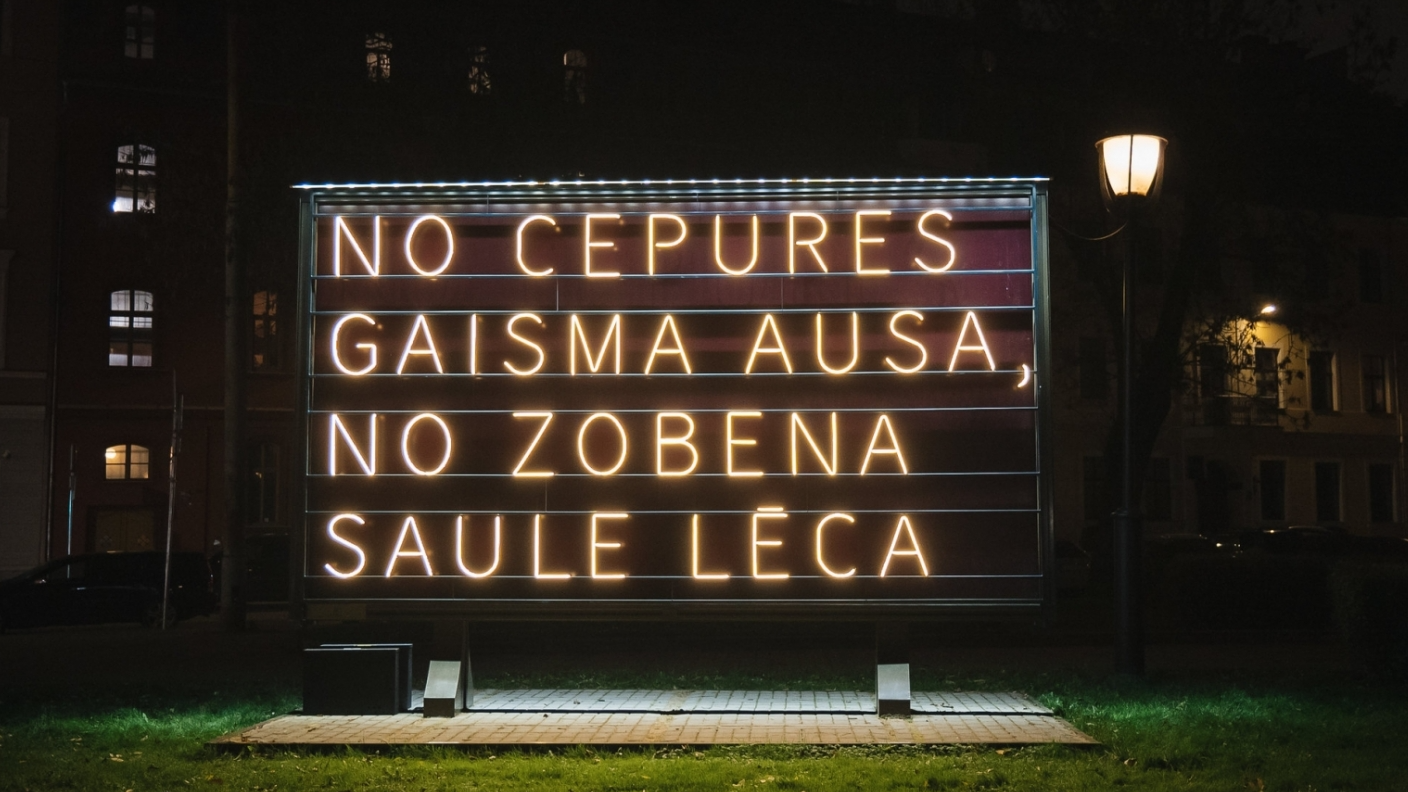 NO CEPURES
GAISMA AUSA,
NO ZOBENA
SAULE LĒCA